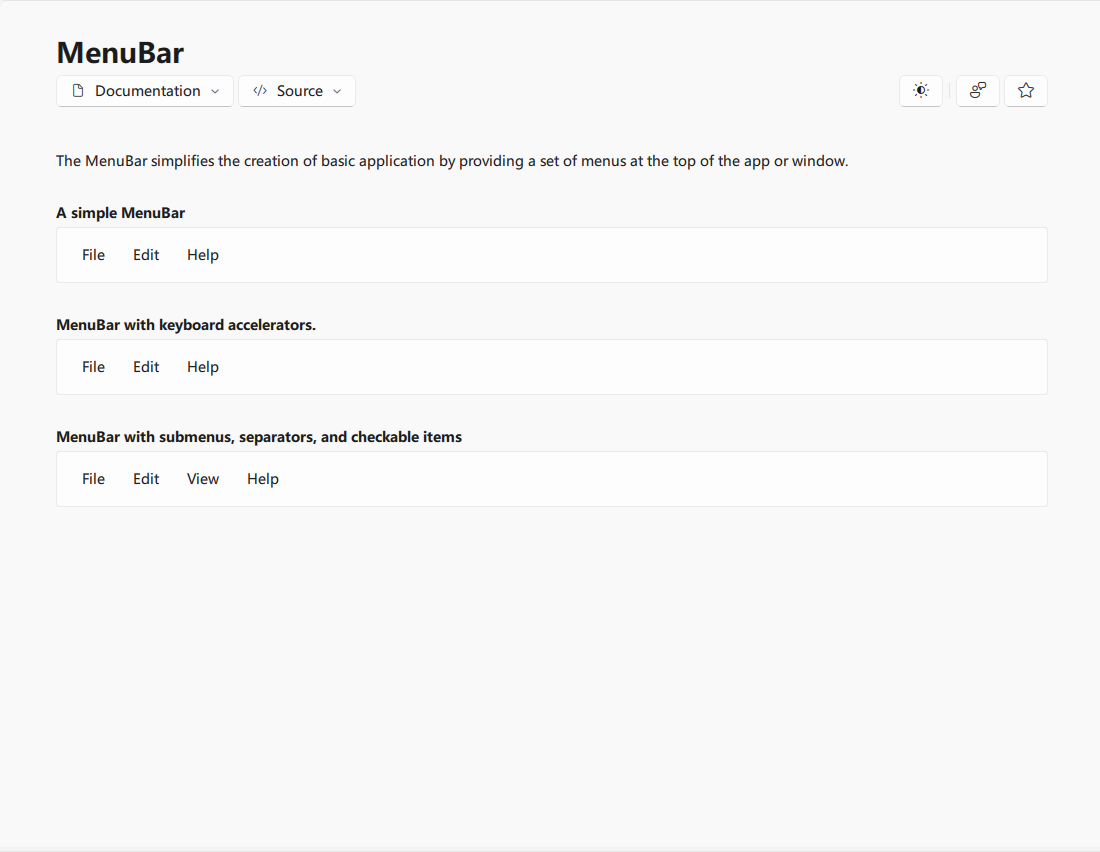 MenuBar
Documentation Source
The MenuBar simplifies the creation of basic application by providing a set of menus at the top of the app or window.
A simple MenuBar
File Edit Help
MenuBar with keyboard accelerators.
File Edit Help
MenuBar with submenus, separators, and checkable items
File Edit View Help